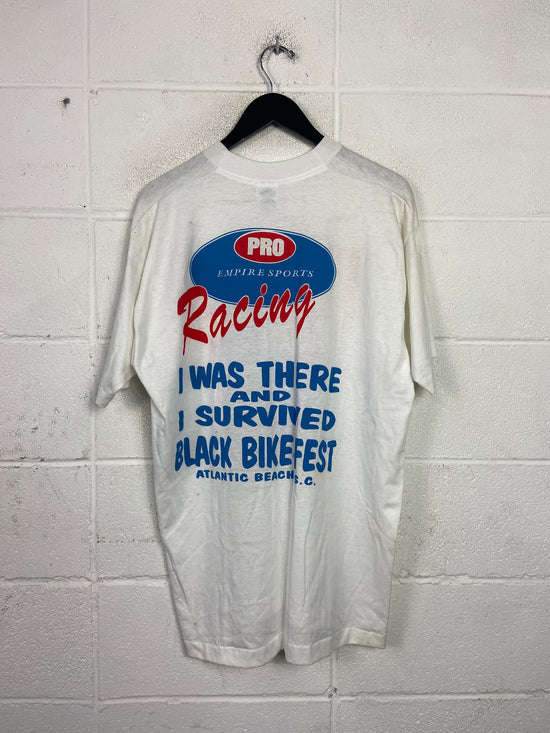 PRO
EMPIRE SPORTS
Racing
I WAS THERE
AND
I SURVIVED
BLACK BIKEFEST
ATLANTIC BEACH S.C.